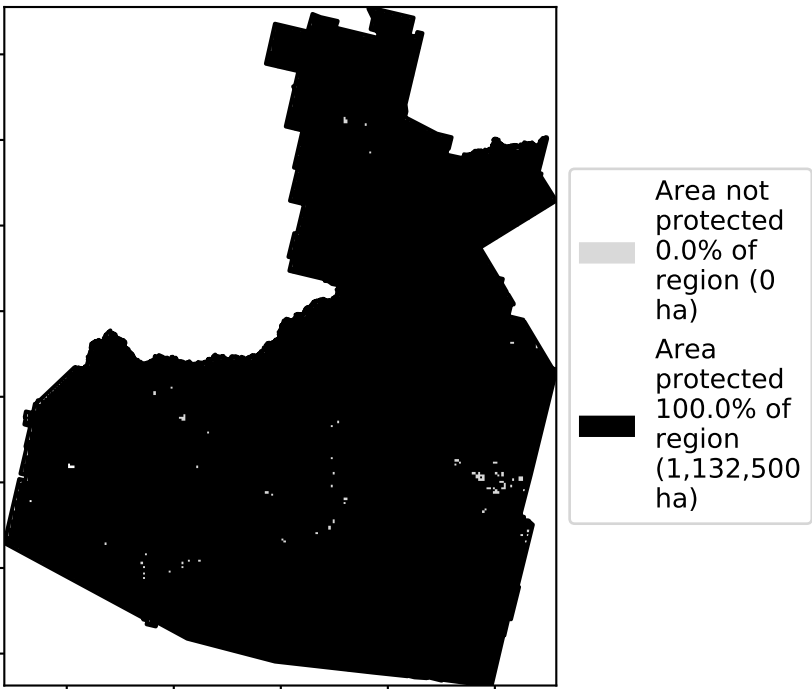 Area not
protected
0.0% of
region (0
ha)
Area
protected
100.0% of
region
(1,132,500
ha)